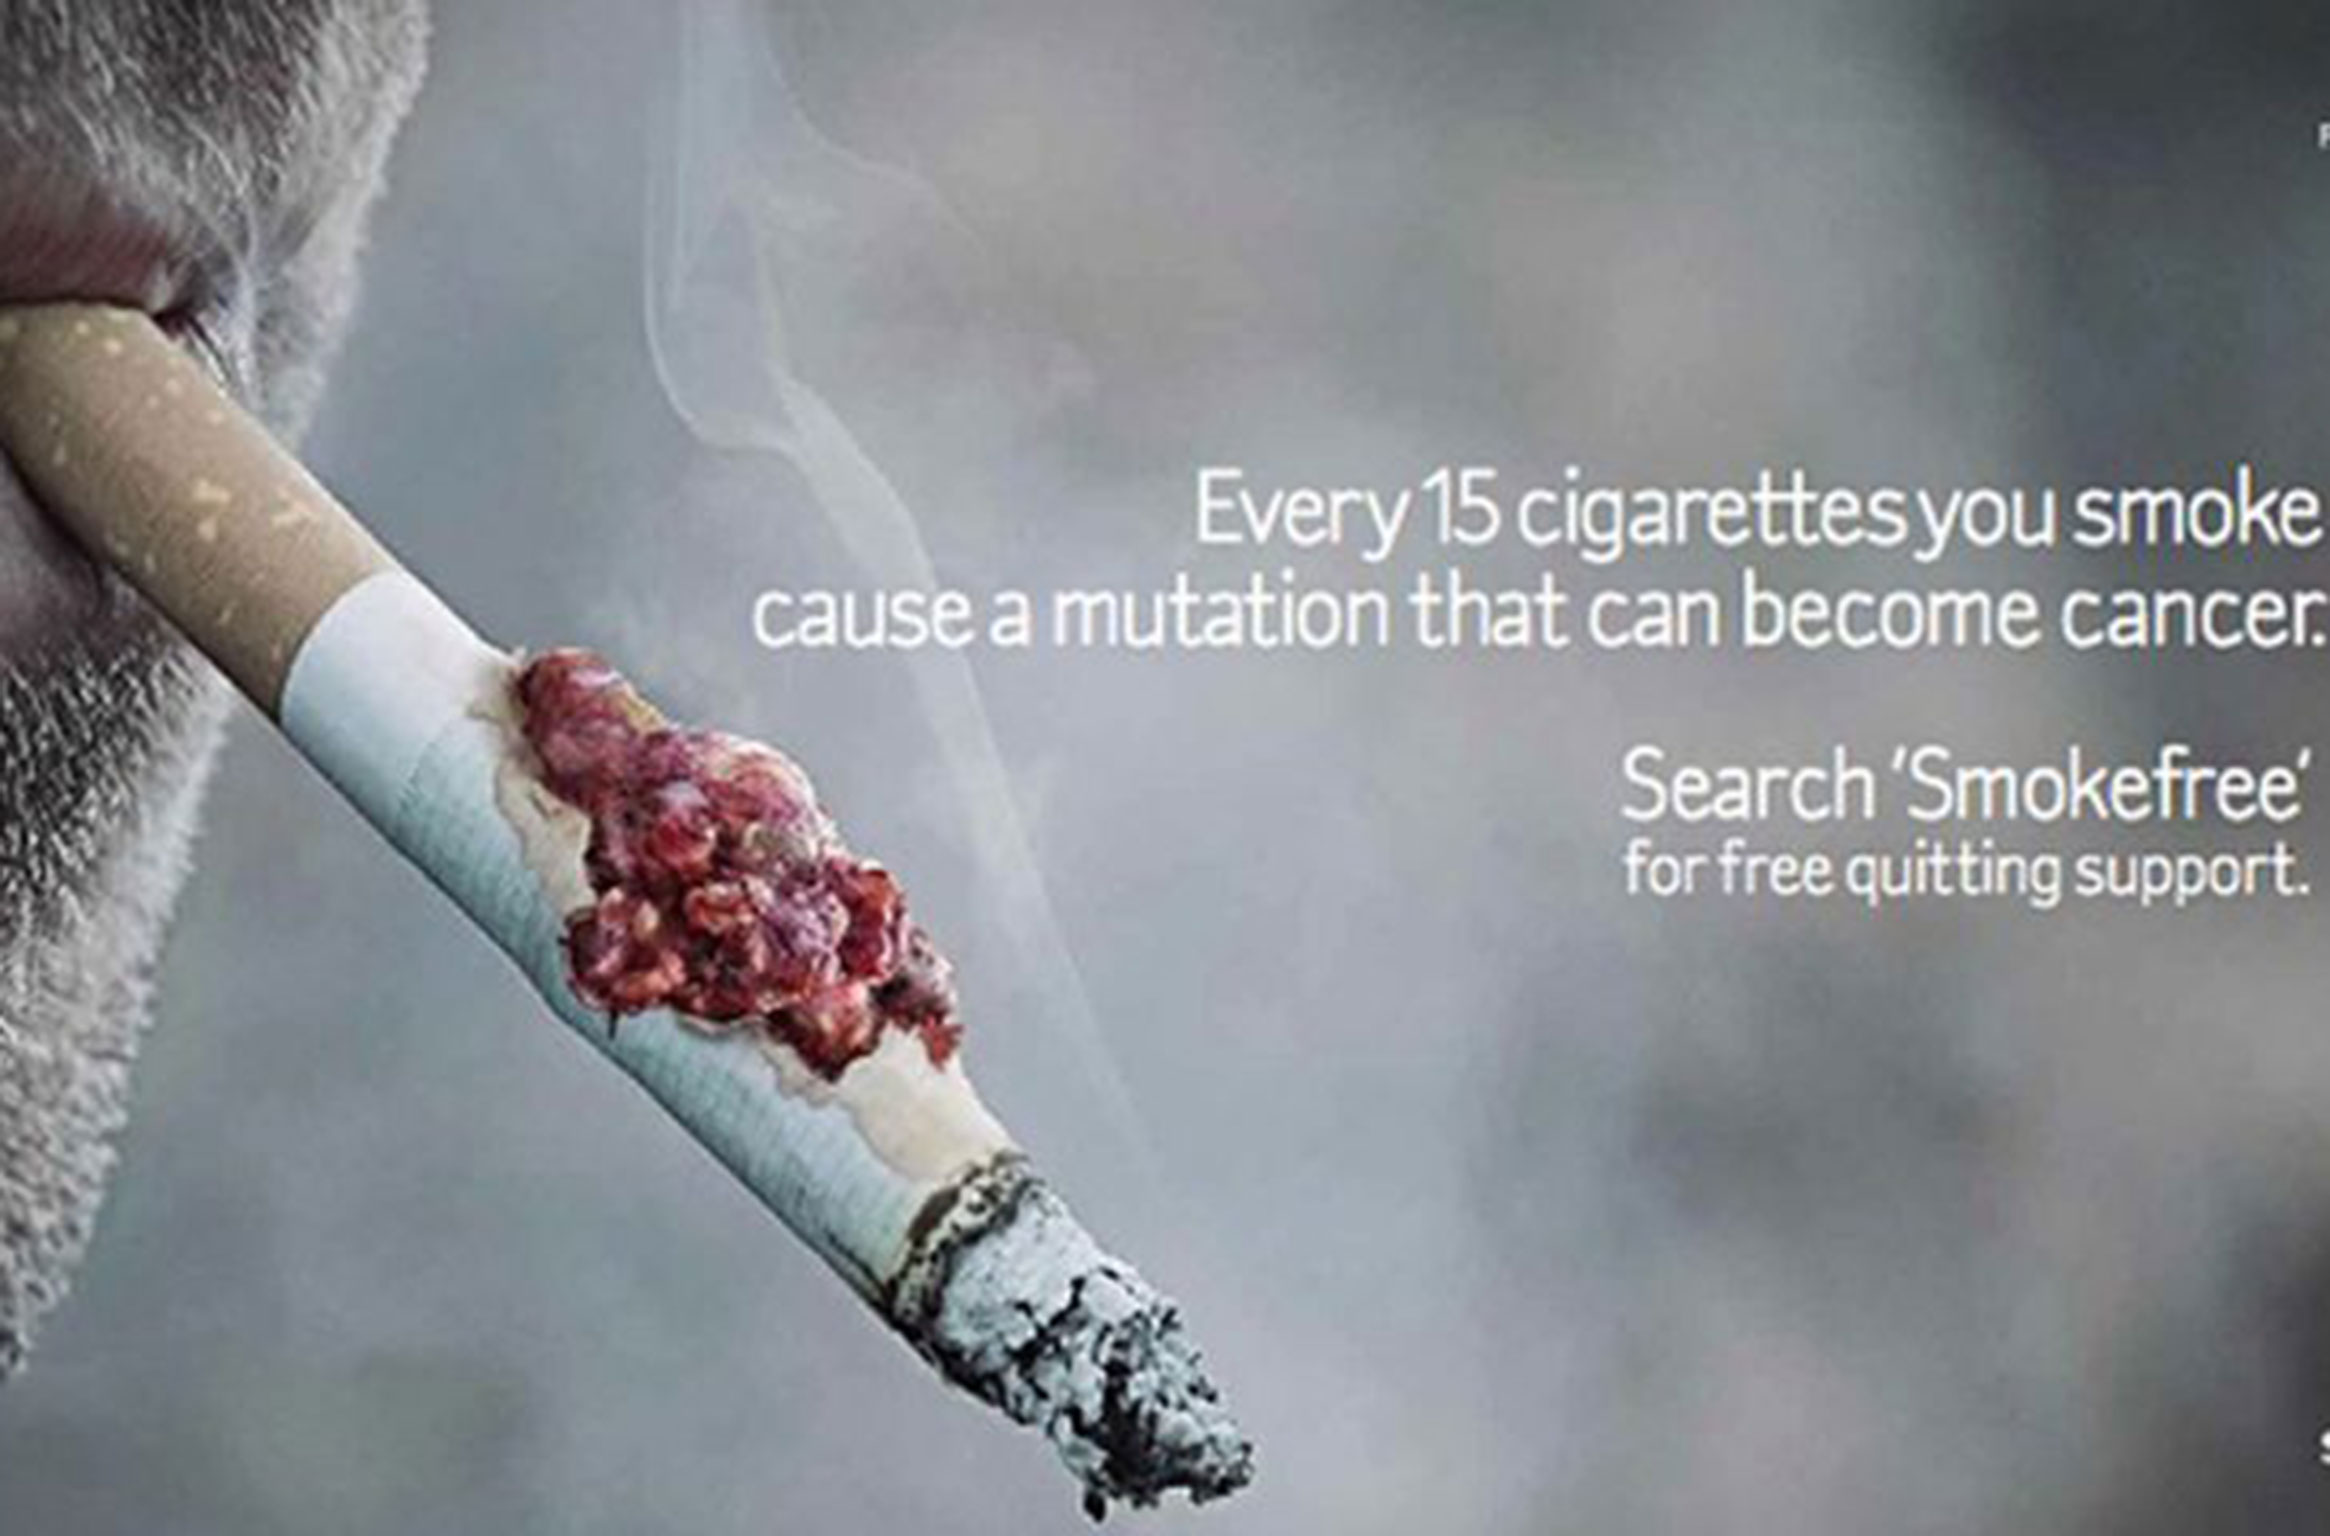 Every 15 cigarettes you smoke
cause a mutation that can become cancer.
Search 'Smokefree'
for free quitting support.